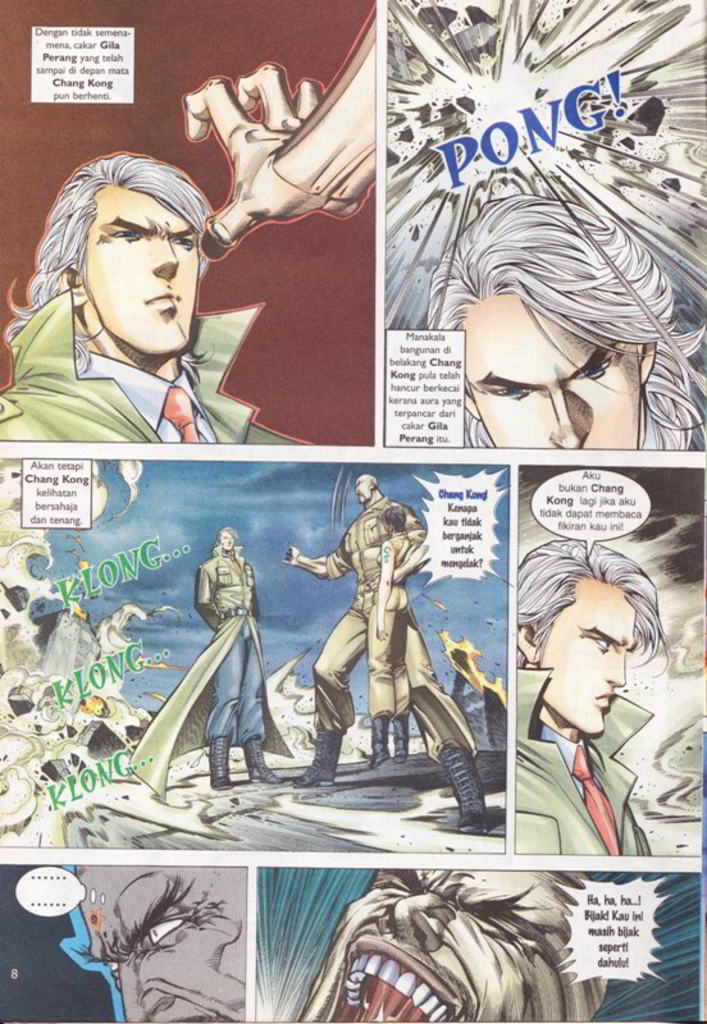 Dengan tidak semena-
mena, cakar Gila
Perang yang telah
sampai di depan mata
Chang Kong
pun berhenti.
PONG!
Manakala
bangunan di
belakang Chang
Kong pula telah
hancur berkecai
kerana aura yang
terpancar dari
cakar Gila
Perang itu.
Akan tetapi
Chang Kong
kelihatan
bersahaja
dan tenang.
KLONG...
KLONG...
KLONG...
Chang Kong!
Kenapa
kau tidak
berganjak
untuk
mengelak?
Aku
bukan Chang
Kong lagi jika aku
tidak dapat membaca
fikiran kau ini!
......
......
Ha, ha, ha...!
Bijak! Kau ini
masih bijak
seperti
dahulu!
8